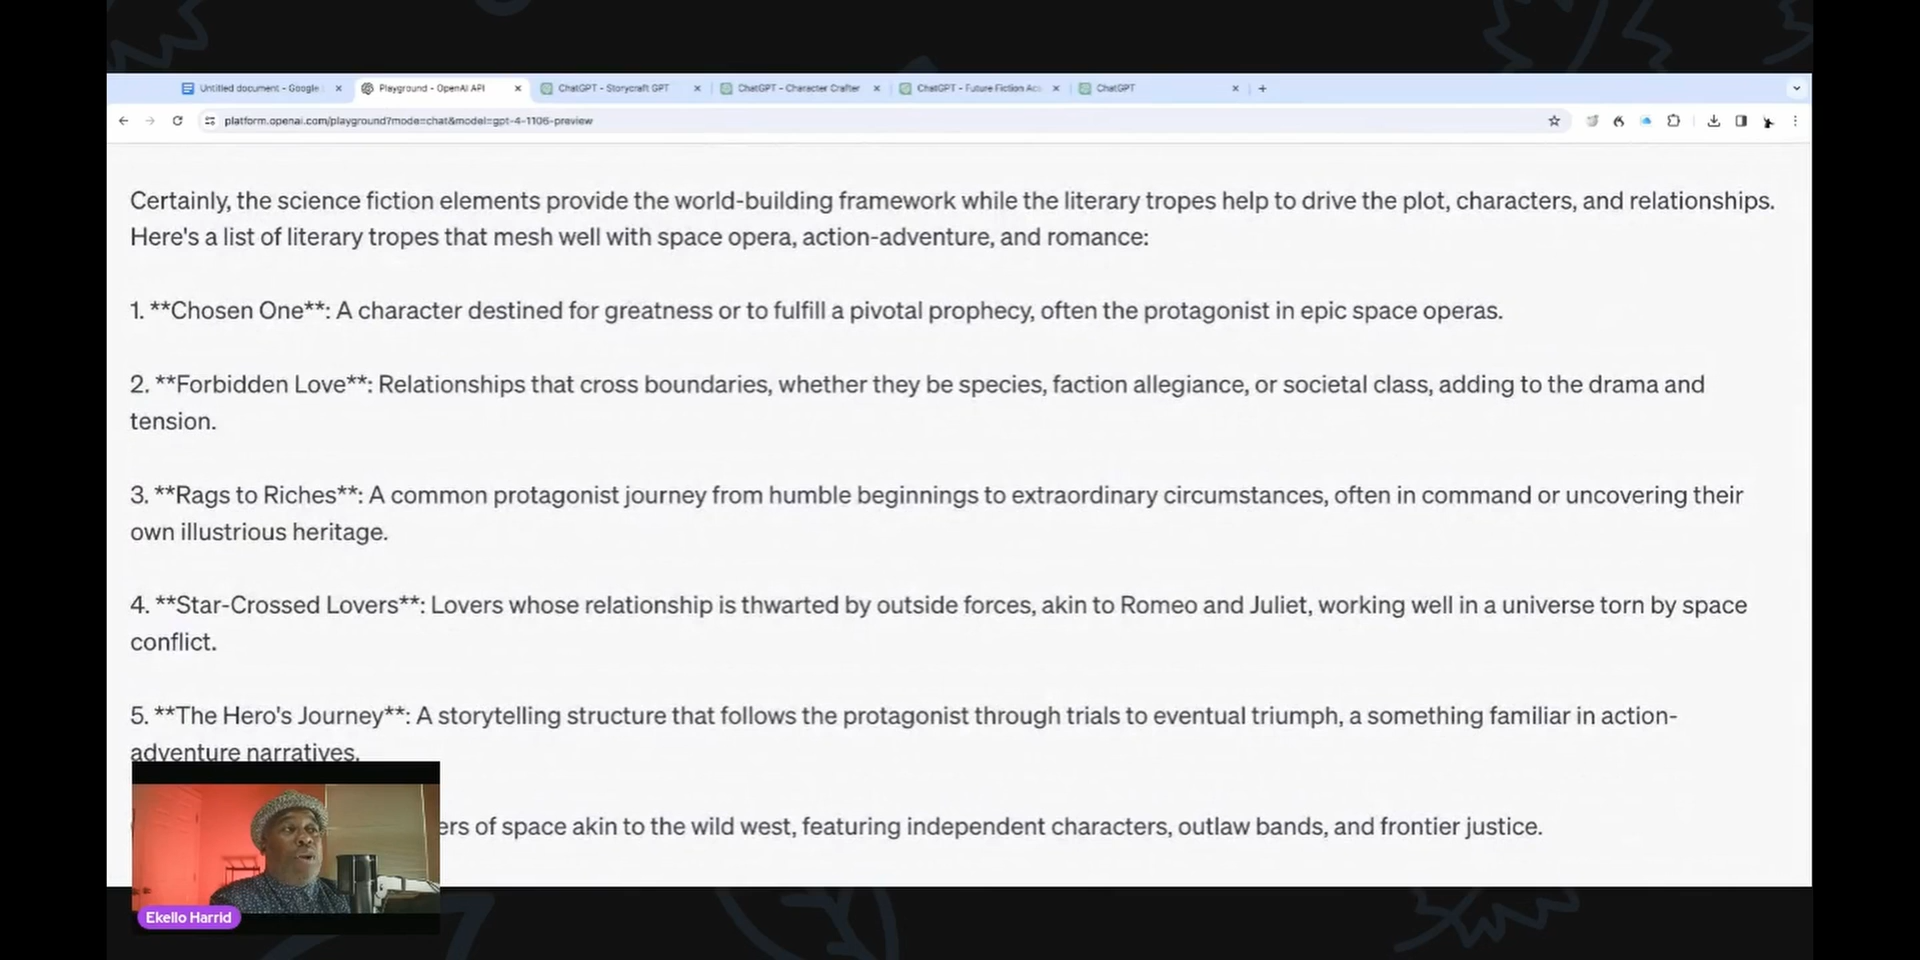 Untitled document - Google
Playground - OpenAI API
ChatGPT - Storycraft GPT
ChatGPT - Character Crafter
ChatGPT - Future Fiction Ac
ChatGPT
platform.openai.com/playground?mode=chat&model=gpt-4-1106-preview
Certainly, the science fiction elements provide the world-building framework while the literary tropes help to drive the plot, characters, and relationships.
Here's a list of literary tropes that mesh well with space opera, action-adventure, and romance:
1. **Chosen One**: A character destined for greatness or to fulfill a pivotal prophecy, often the protagonist in epic space operas.
2. **Forbidden Love**: Relationships that cross boundaries, whether they be species, faction allegiance, or societal class, adding to the drama and
tension.
3. **Rags to Riches**: A common protagonist journey from humble beginnings to extraordinary circumstances, often in command or uncovering their
own illustrious heritage.
4. **Star-Crossed Lovers**: Lovers whose relationship is thwarted by outside forces, akin to Romeo and Juliet, working well in a universe torn by space
conflict.
5. **The Hero's Journey**: A storytelling structure that follows the protagonist through trials to eventual triumph, a something familiar in action-
adventure narratives.
ers of space akin to the wild west, featuring independent characters, outlaw bands, and frontier justice.
Ekello Harrid